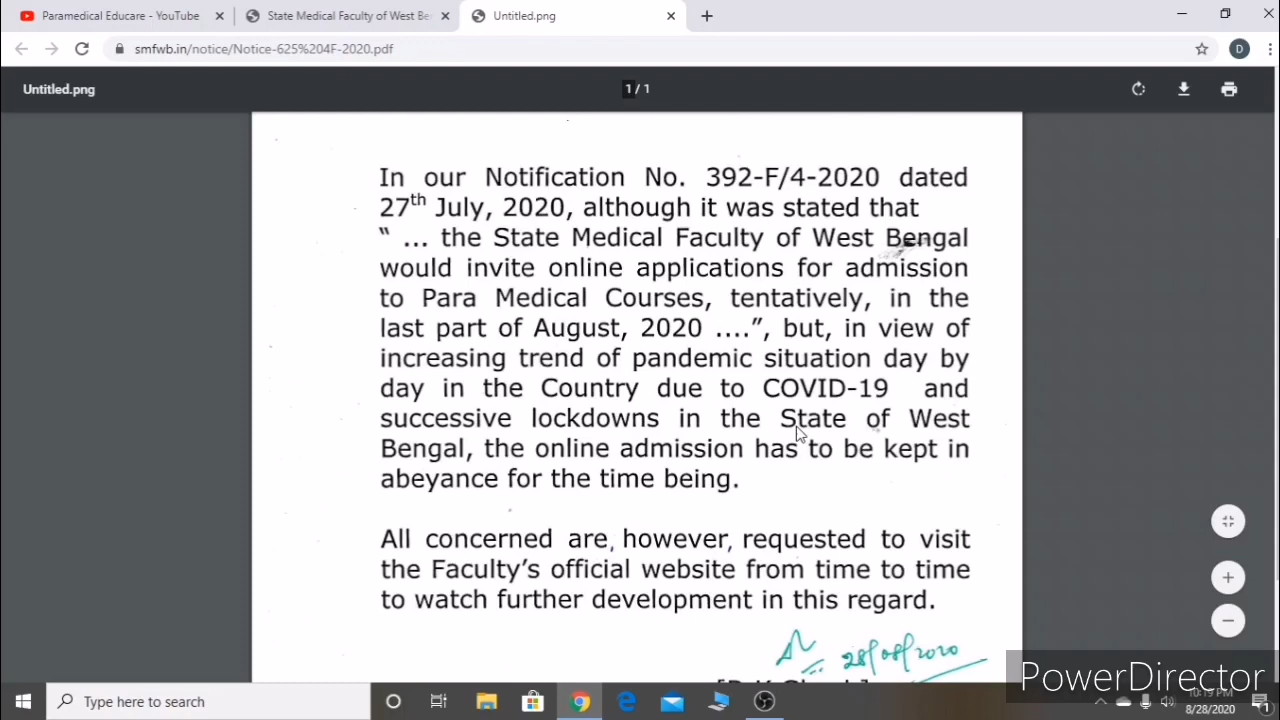 Paramedical Educare - YouTube
State Medical Faculty of West Be
Untitled.png
smfwb.in/notice/Notice-625%204F-2020.pdf
D
Untitled.png
1 / 1
In our Notification No. 392-F/4-2020 dated
27th July, 2020, although it was stated that
“ ... the State Medical Faculty of West Bengal
would invite online applications for admission
to Para Medical Courses, tentatively, in the
last part of August, 2020 ....”, but, in view of
increasing trend of pandemic situation day by
day in the Country due to COVID-19 and
successive lockdowns in the State of West
Bengal, the online admission has to be kept in
abeyance for the time being.
All concerned are, however, requested to visit
the Faculty’s official website from time to time
to watch further development in this regard.
28/08/2020
PowerDirector
Type here to search
10:19 PM
8/28/2020